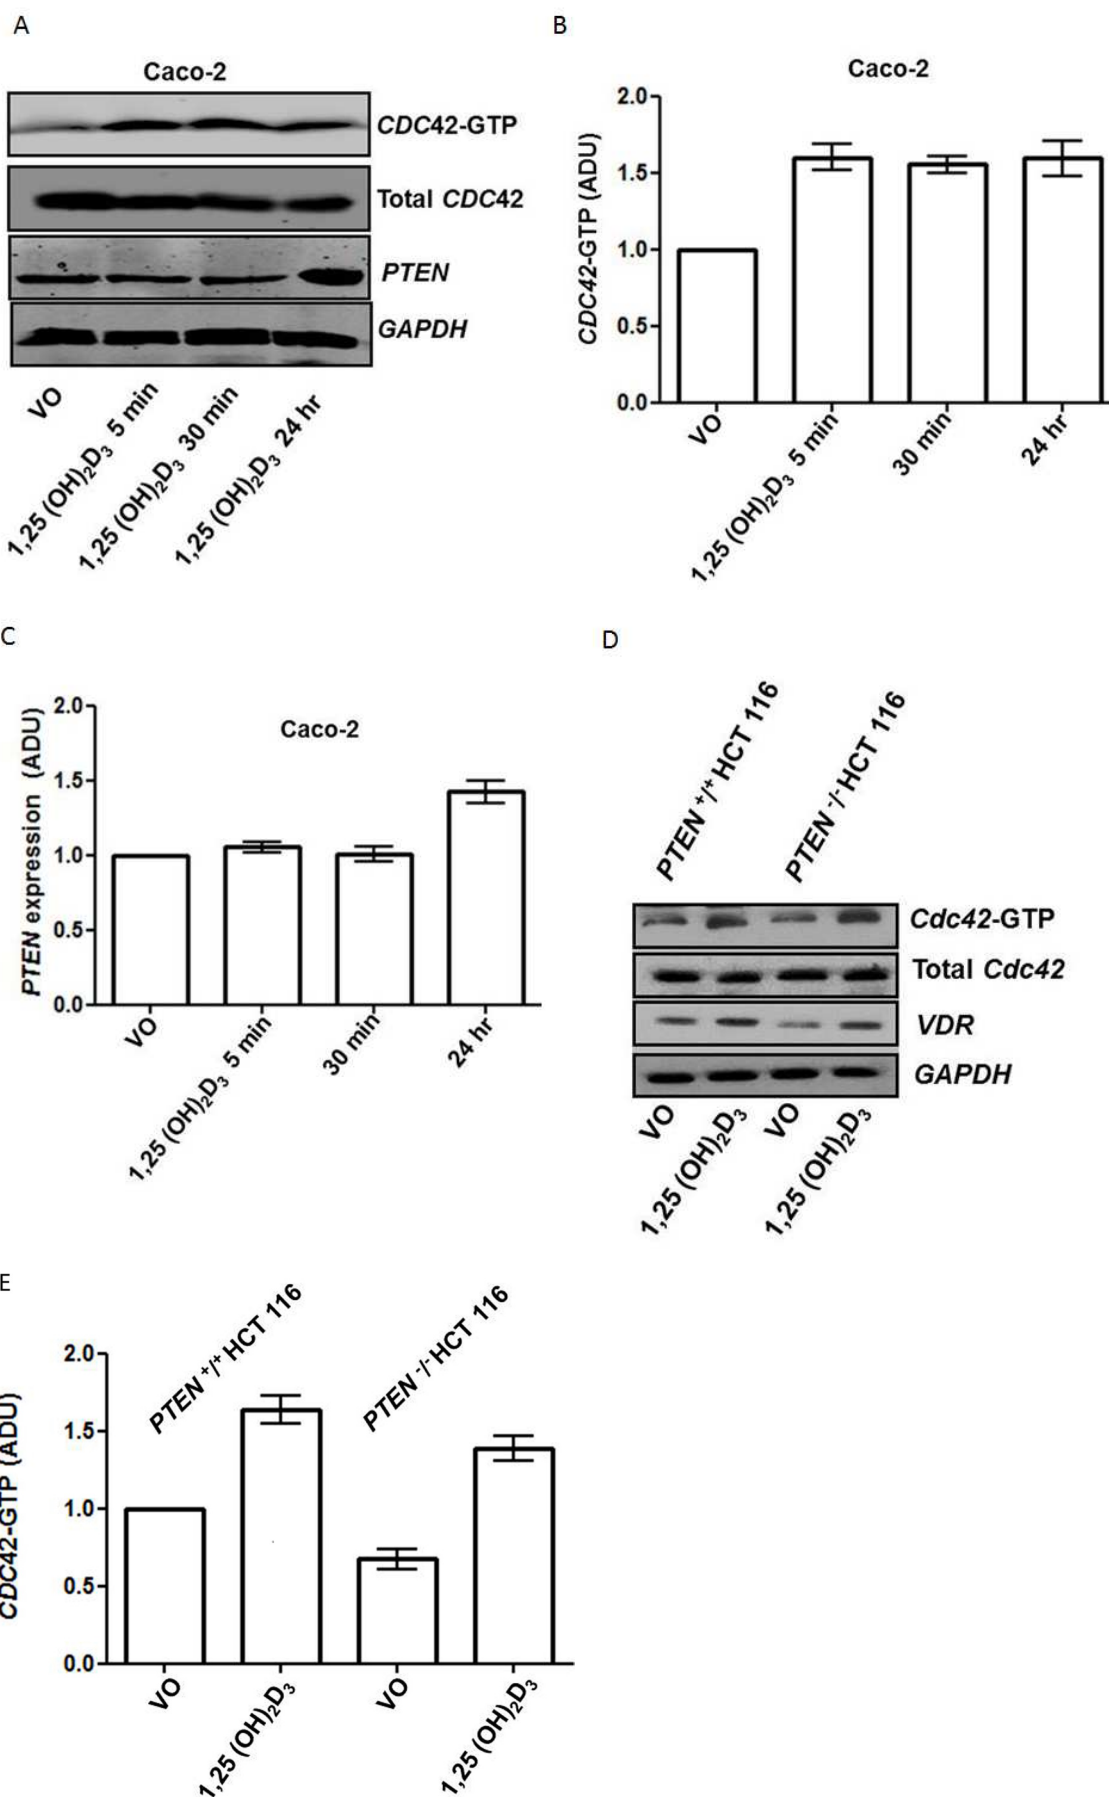 A
Caco-2
CDC42-GTP
Total CDC42
PTEN
GAPDH
VO
1,25 (OH)₂D₃ 5 min
1,25 (OH)₂D₃ 30 min
1,25 (OH)₂D₃ 24 hr
B
Caco-2
CDC42-GTP (ADU)
2.0
1.5
1.0
0.5
0.0
VO
1,25 (OH)₂D₃ 5 min
30 min
24 hr
C
Caco-2
PTEN expression (ADU)
2.0
1.5
1.0
0.5
0.0
VO
1,25 (OH)₂D₃ 5 min
30 min
24 hr
D
PTEN⁺/⁺ HCT 116
PTEN⁻/⁻ HCT 116
Cdc42-GTP
Total Cdc42
VDR
GAPDH
VO
1,25 (OH)₂D₃
VO
1,25 (OH)₂D₃
E
PTEN⁺/⁺ HCT 116
PTEN⁻/⁻ HCT 116
CDC42-GTP (ADU)
2.0
1.5
1.0
0.5
0.0
VO
1,25 (OH)₂D₃
VO
1,25 (OH)₂D₃